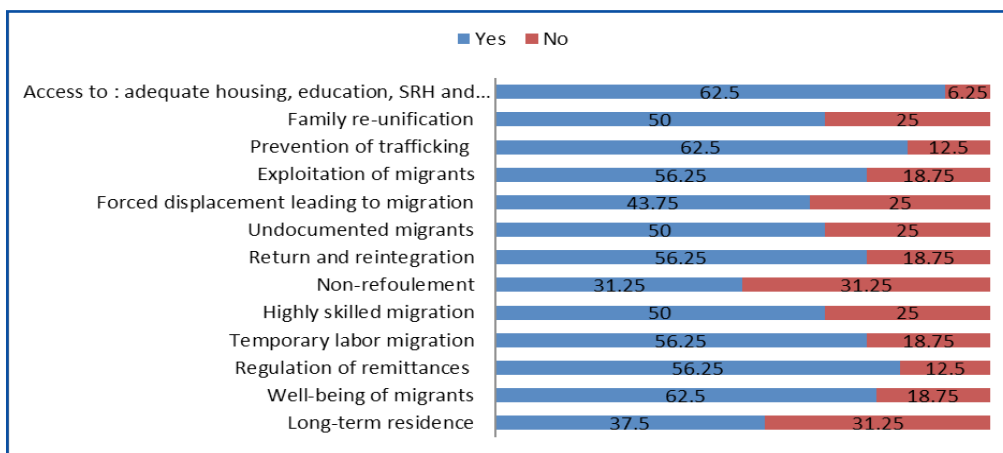 Yes No
Access to : adequate housing, education, SRH and...
62.5 6.25
Family re-unification
50 25
Prevention of trafficking
62.5 12.5
Exploitation of migrants
56.25 18.75
Forced displacement leading to migration
43.75 25
Undocumented migrants
50 25
Return and reintegration
56.25 18.75
Non-refoulement
31.25 31.25
Highly skilled migration
50 25
Temporary labor migration
56.25 18.75
Regulation of remittances
56.25 12.5
Well-being of migrants
62.5 18.75
Long-term residence
37.5 31.25